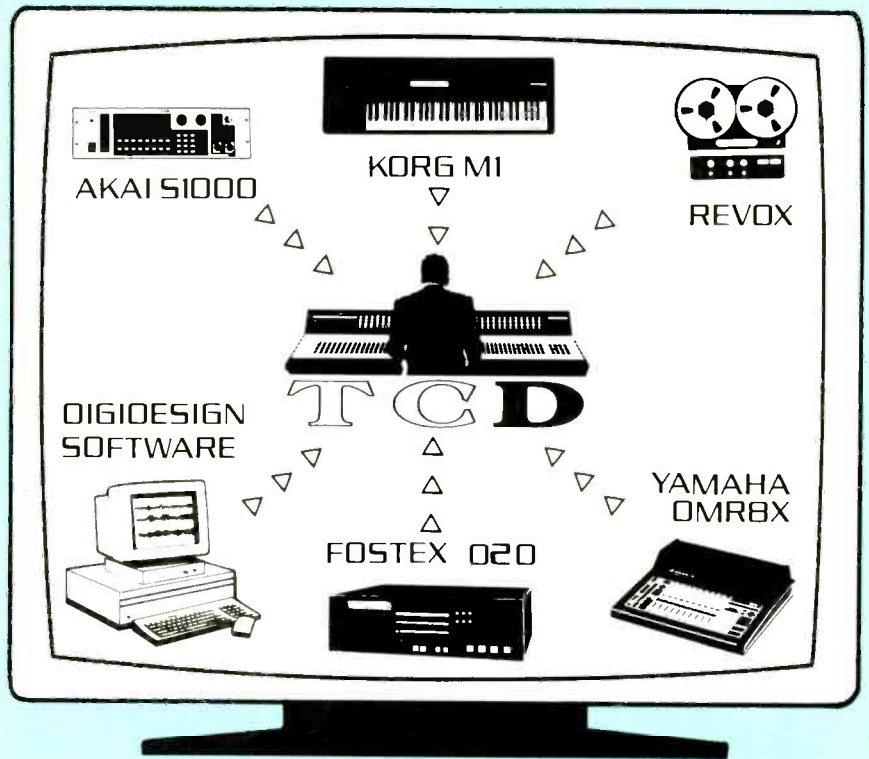 KORG M1
AKAI S1000
REVOX
TCD
DIGIDESIGN
SOFTWARE
YAMAHA
DMR8X
FOSTEX D20